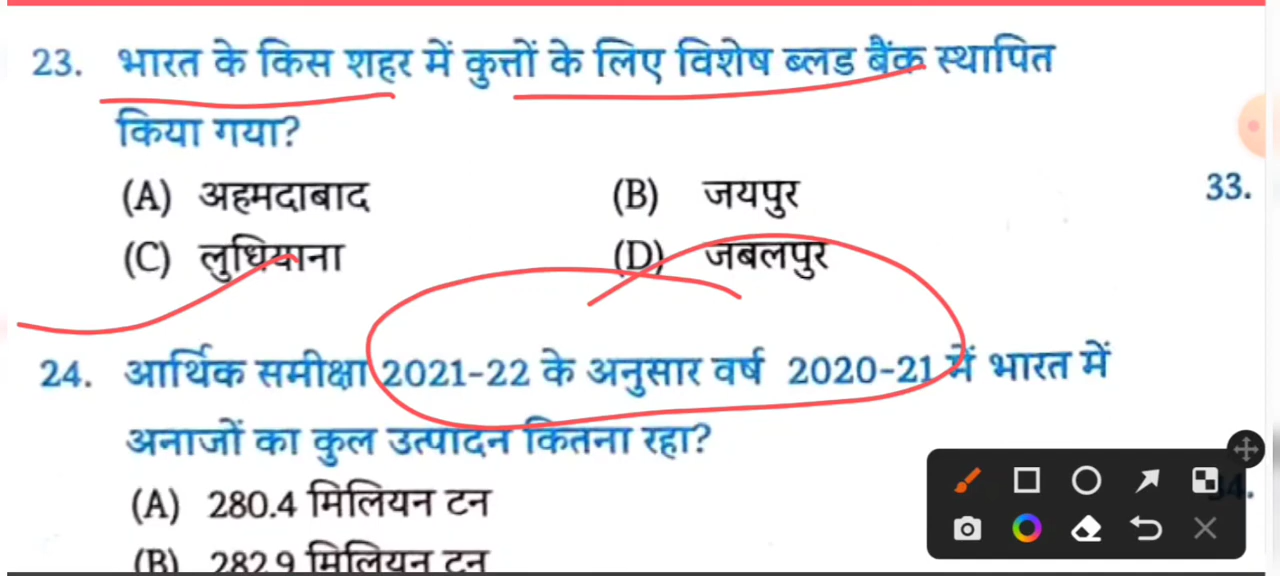 23. भारत के किस शहर में कुत्तों के लिए विशेष ब्लड बैंक स्थापित
किया गया?
(A) अहमदाबाद (B) जयपुर
33.
(C) लुधियाना (D) जबलपुर
24. आर्थिक समीक्षा 2021-22 के अनुसार वर्ष 2020-21 में भारत में
अनाजों का कुल उत्पादन कितना रहा?
(A) 280.4 मिलियन टन
34.
(B) 282.9 मिलियन टन